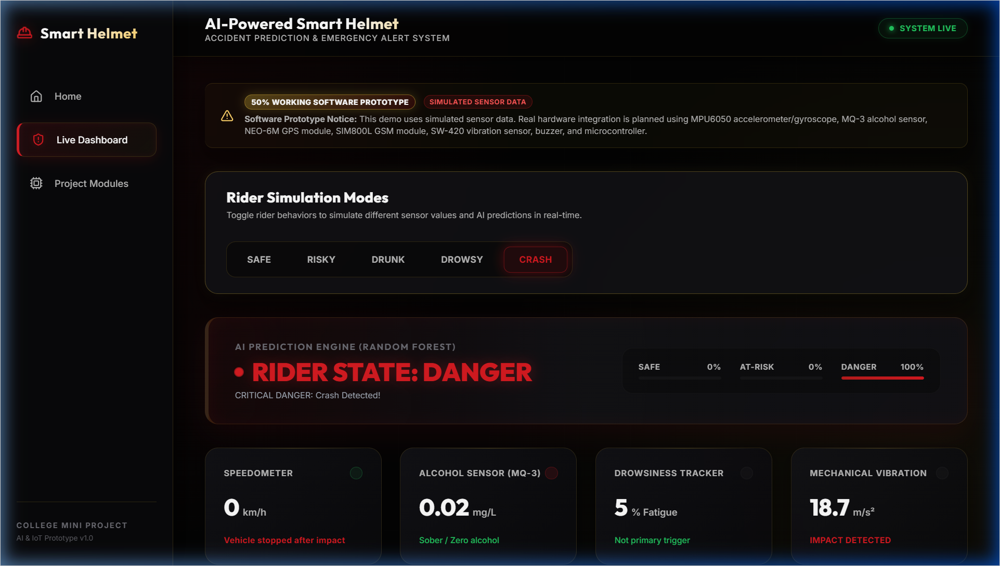 Smart Helmet
Home
Live Dashboard
Project Modules
COLLEGE MINI PROJECT
AI & IoT Prototype v1.0
AI-Powered Smart Helmet
ACCIDENT PREDICTION & EMERGENCY ALERT SYSTEM
SYSTEM LIVE
50% WORKING SOFTWARE PROTOTYPE
SIMULATED SENSOR DATA
Software Prototype Notice: This demo uses simulated sensor data. Real hardware integration is planned using MPU6050 accelerometer/gyroscope, MQ-3 alcohol sensor,
NEO-6M GPS module, SIM800L GSM module, SW-420 vibration sensor, buzzer, and microcontroller.
Rider Simulation Modes
Toggle rider behaviors to simulate different sensor values and AI predictions in real-time.
SAFE RISKY DRUNK DROWSY CRASH
AI PREDICTION ENGINE (RANDOM FOREST)
RIDER STATE: DANGER
CRITICAL DANGER: Crash Detected!
SAFE 0% AT-RISK 0% DANGER 100%
SPEEDOMETER
0 km/h
Vehicle stopped after impact
ALCOHOL SENSOR (MQ-3)
0.02 mg/L
Sober / Zero alcohol
DROWSINESS TRACKER
5 % Fatigue
Not primary trigger
MECHANICAL VIBRATION
18.7 m/s²
IMPACT DETECTED